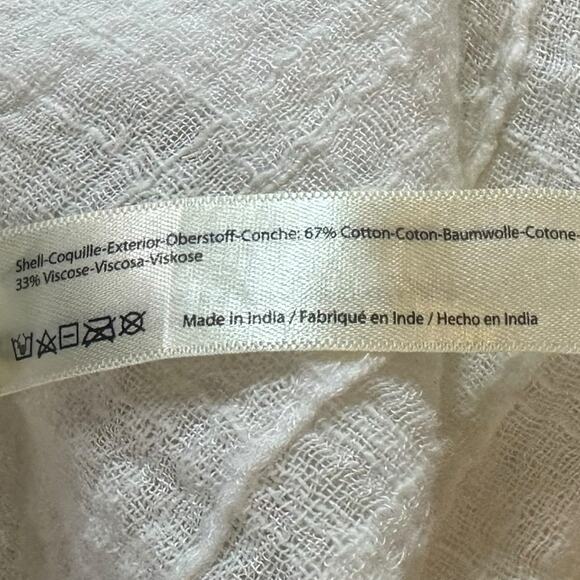 Shell-Coquille-Exterior-Oberstoff-Conche: 67% Cotton-Coton-Baumwolle-Cotone-
33% Viscose-Viscosa-Viskose
Made in India / Fabriqué en Inde / Hecho en India